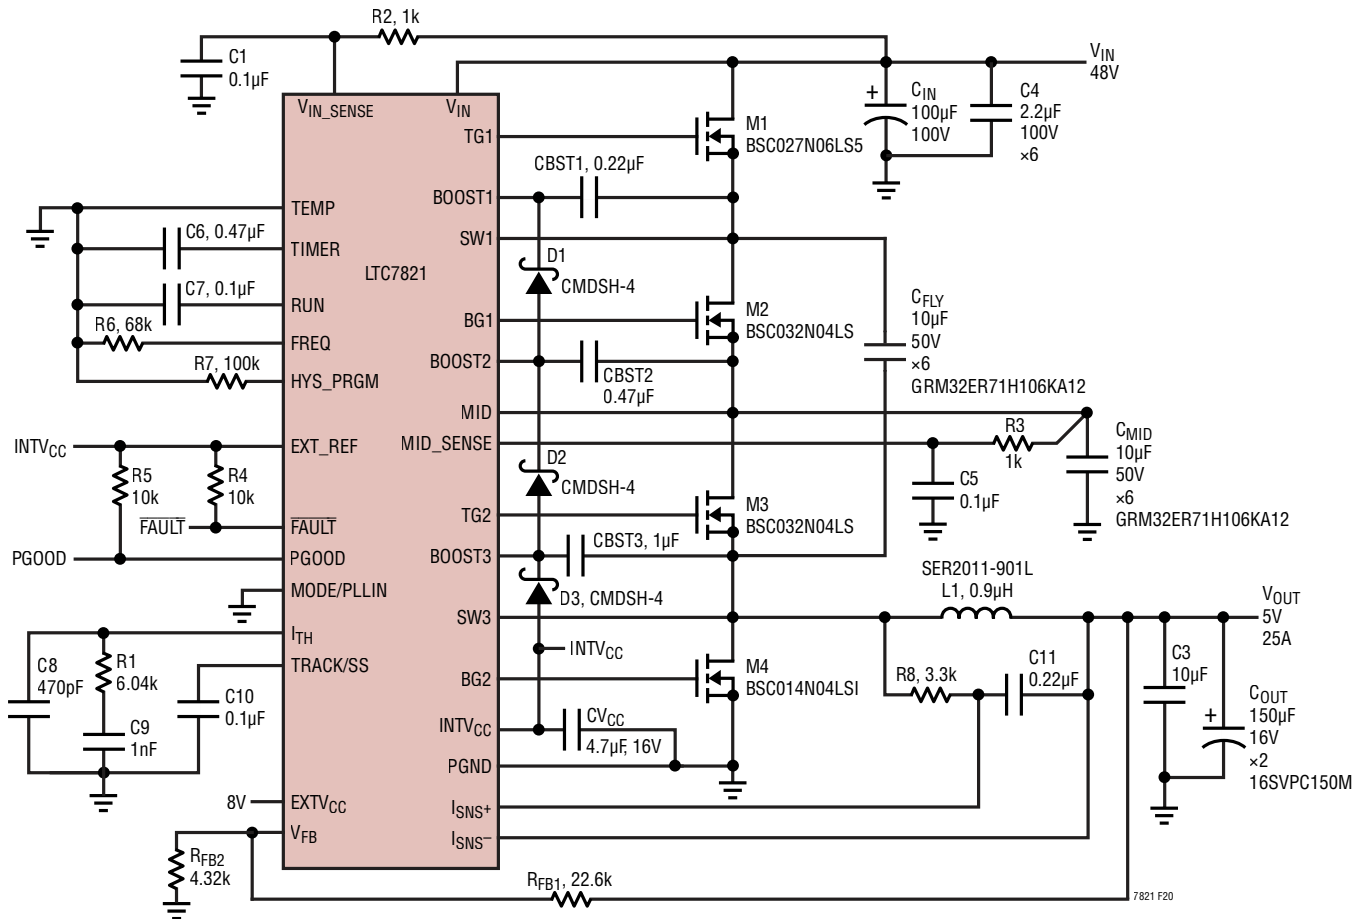 R2, 1k
C1
0.1µF
VIN
48V
CIN
100µF
100V
+
C4
2.2µF
100V
×6
VIN_SENSE
VIN
TG1
M1
BSC027N06LS5
CBST1, 0.22µF
BOOST1
SW1
TEMP
C6, 0.47µF
TIMER
LTC7821
D1
CMDSH-4
C7, 0.1µF
RUN
R6, 68k
FREQ
R7, 100k
HYS_PRGM
BG1
M2
BSC032N04LS
CFLY
10µF
50V
×6
GRM32ER71H106KA12
BOOST2
CBST2
0.47µF
MID
MID_SENSE
R3
1k
CMID
10µF
50V
×6
GRM32ER71H106KA12
C5
0.1µF
INTVCC
EXT_REF
R5
10k
R4
10k
FAULT
FAULT
PGOOD
PGOOD
D2
CMDSH-4
TG2
M3
BSC032N04LS
BOOST3
CBST3, 1µF
MODE/PLLIN
D3, CMDSH-4
SER2011-901L
L1, 0.9µH
VOUT
5V
25A
SW3
ITH
TRACK/SS
C8
470pF
R1
6.04k
C9
1nF
C10
0.1µF
INTVCC
BG2
M4
BSC014N04LSI
R8, 3.3k
C11
0.22µF
C3
10µF
COUT
150µF
16V
×2
16SVPC150M
+
INTVCC
CVCC
4.7µF, 16V
PGND
8V
EXTVCC
ISNS+
VFB
ISNS–
RFB2
4.32k
RFB1, 22.6k
7821 F20